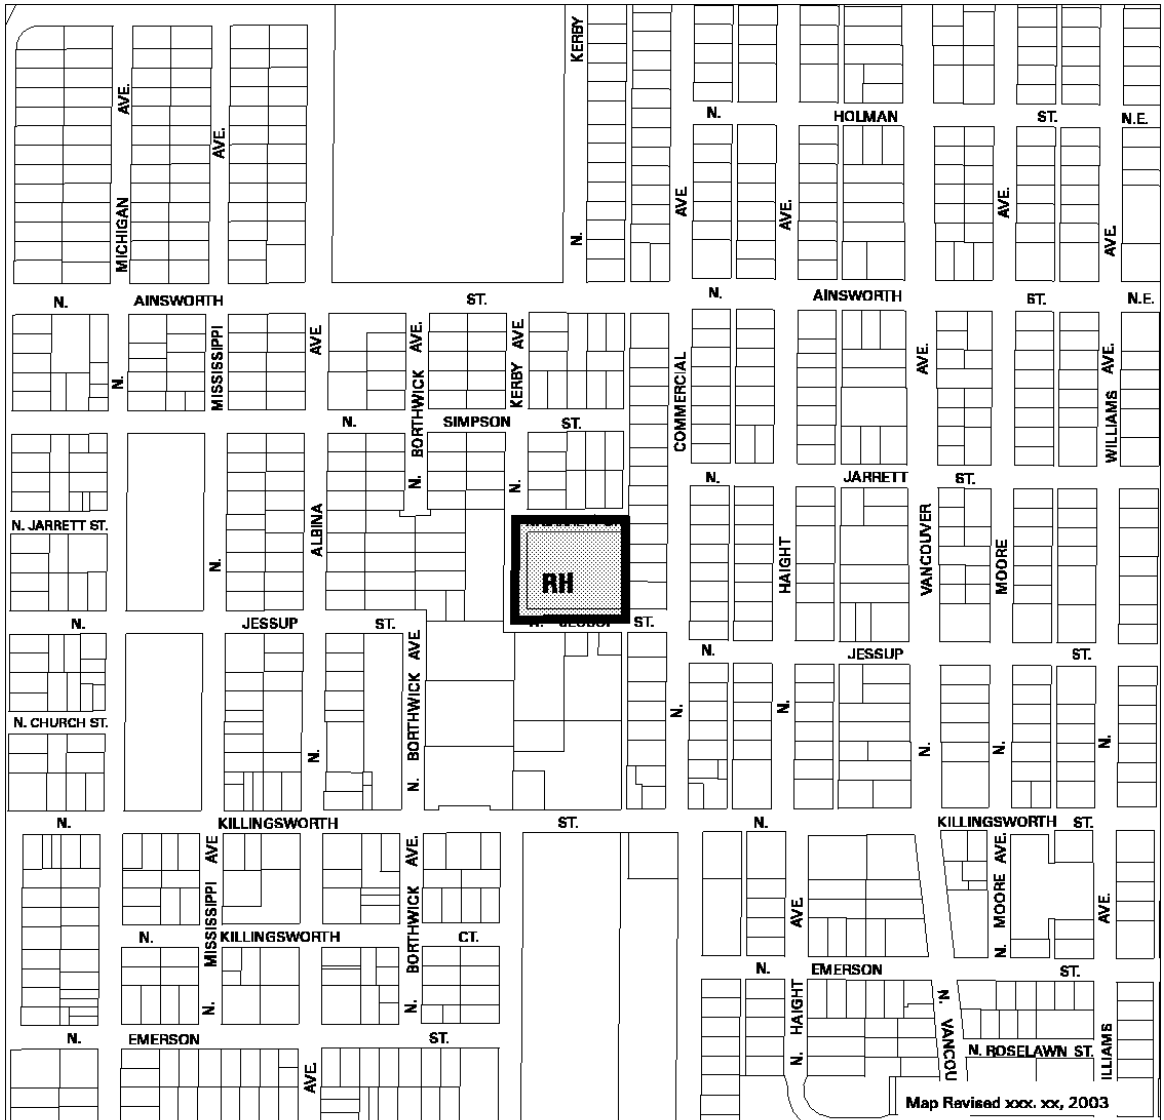 KERBY
AVE.
N. HOLMAN ST. N.E.
AVE.
MICHIGAN
N.
AVE.
AVE.
AVE.
AVE.
N. AINSWORTH ST. N. AINSWORTH ST. N.E.
N.
MISSISSIPPI
AVE.
N. BORTHWICK AVE.
N. KERBY AVE.
COMMERCIAL
AVE.
WILLIAMS AVE.
N. SIMPSON ST.
N. JARRETT ST.
N. JARRETT ST.
N.
ALBINA
HAIGHT
VANCOUVER
MOORE
RH
N. JESSUP ST. N. JESSUP ST.
N. JESSUP ST.
N. CHURCH ST.
N.
N. BORTHWICK AVE.
N.
N.
N.
N.
N.
N. KILLINGSWORTH ST. N. KILLINGSWORTH ST.
N. MISSISSIPPI AVE
N. BORTHWICK AVE.
AVE.
N. MOORE AVE.
AVE.
N. KILLINGSWORTH CT.
N. EMERSON ST.
N. HAIGHT
N. VANCOU
ILLIAMS
N. EMERSON ST.
AVE.
N. ROSELAWN ST.
Map Revised xxx. xx, 2003